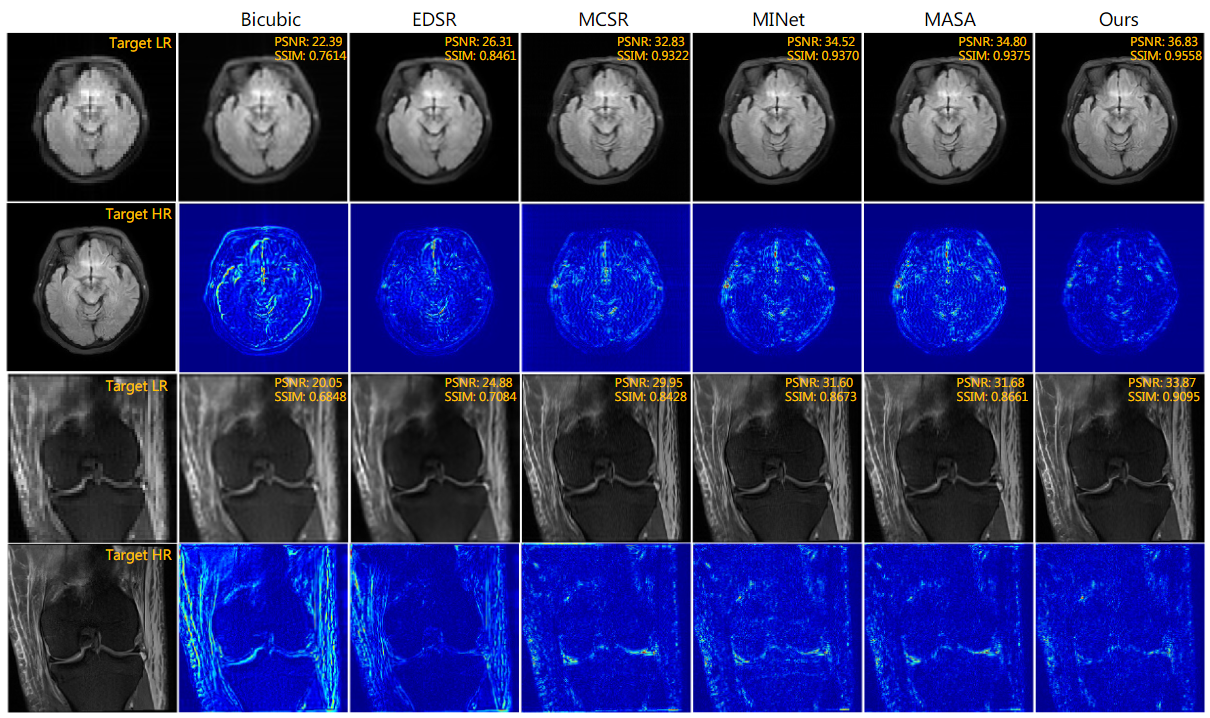 Bicubic EDSR MCSR MINet MASA Ours
Target LR PSNR: 22.39 PSNR: 26.31 PSNR: 32.83 PSNR: 34.52 PSNR: 34.80 PSNR: 36.83
SSIM: 0.7614 SSIM: 0.8461 SSIM: 0.9322 SSIM: 0.9370 SSIM: 0.9375 SSIM: 0.9558
Target HR
Target LR PSNR: 20.05 PSNR: 24.88 PSNR: 29.95 PSNR: 31.60 PSNR: 31.68 PSNR: 33.87
SSIM: 0.6848 SSIM: 0.7084 SSIM: 0.8428 SSIM: 0.8673 SSIM: 0.8661 SSIM: 0.9095
Target HR